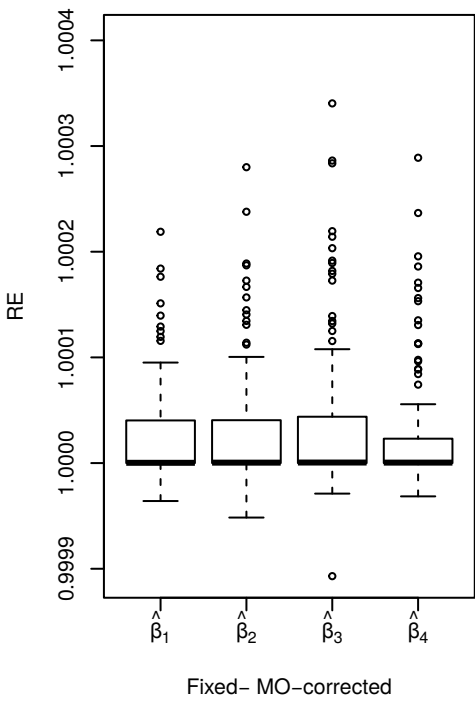 RE
1.0004
1.0003
1.0002
1.0001
1.0000
0.9999
β̂₁ β̂₂ β̂₃ β̂₄
Fixed− MO−corrected